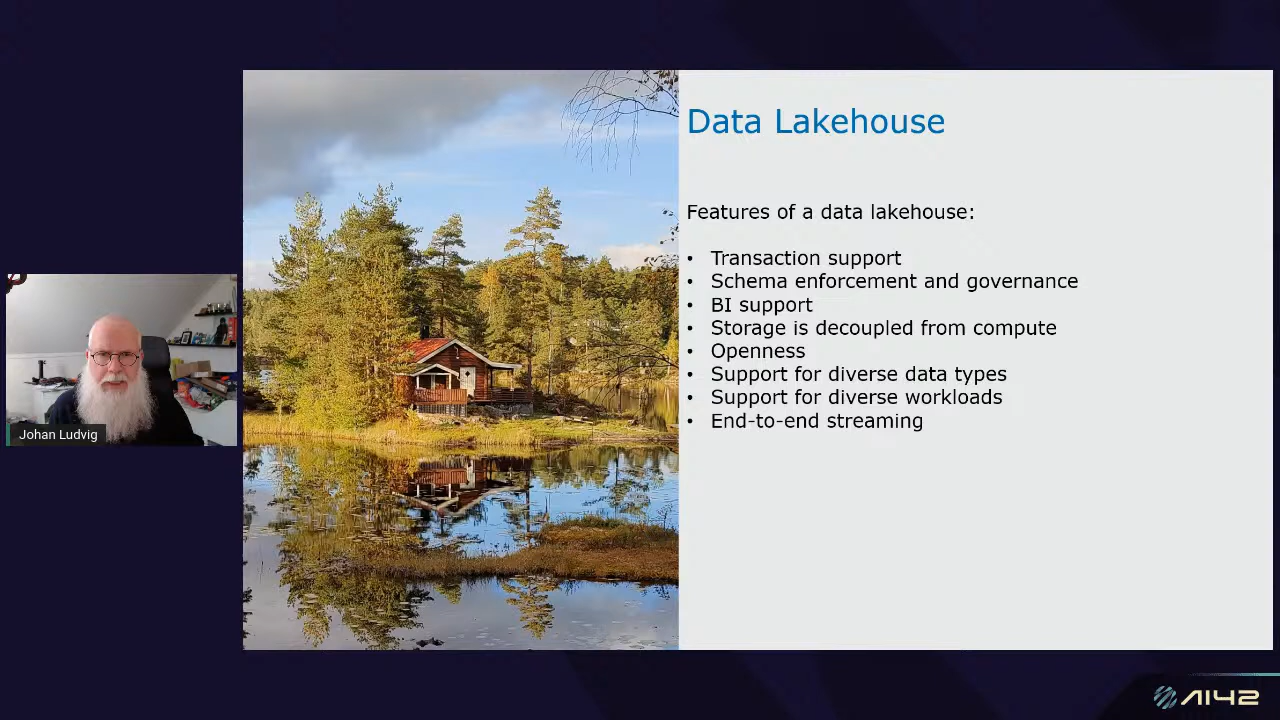 Data Lakehouse
Features of a data lakehouse:
• Transaction support
• Schema enforcement and governance
• BI support
• Storage is decoupled from compute
• Openness
• Support for diverse data types
• Support for diverse workloads
• End-to-end streaming
Johan Ludvig
AI42